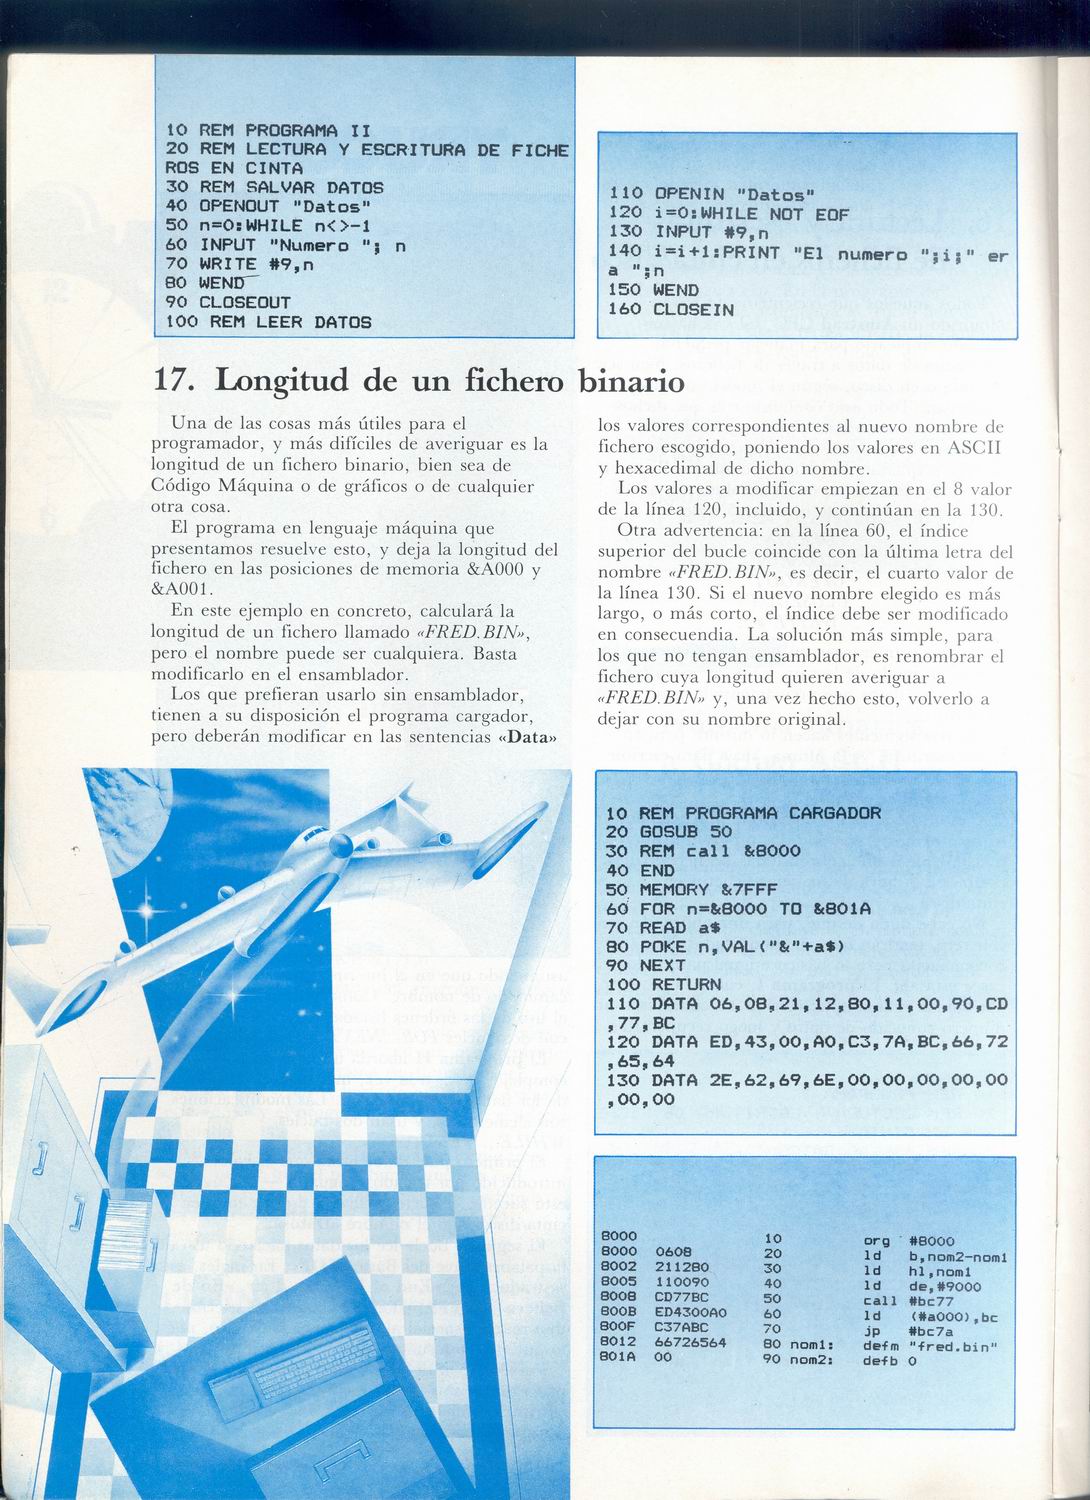 10 REM PROGRAMA II
20 REM LECTURA Y ESCRITURA DE FICHE
ROS EN CINTA
30 REM SALVAR DATOS
40 OPENOUT "Datos"
50 n=0:WHILE n<>-1
60 INPUT "Numero "; n
70 WRITE #9,n
80 WEND
90 CLOSEOUT
100 REM LEER DATOS
110 OPENIN "Datos"
120 i=0:WHILE NOT EOF
130 INPUT #9,n
140 i=i+1:PRINT "El numero ";i;" er
a ";n
150 WEND
160 CLOSEIN
17. Longitud de un fichero binario
Una de las cosas más útiles para el
programador, y más difíciles de averiguar es la
longitud de un fichero binario, bien sea de
Código Máquina o de gráficos o de cualquier
otra cosa.
El programa en lenguaje máquina que
presentamos resuelve esto, y deja la longitud del
fichero en las posiciones de memoria &A000 y
&A001.
En este ejemplo en concreto, calculará la
longitud de un fichero llamado «FRED.BIN»,
pero el nombre puede ser cualquiera. Basta
modificarlo en el ensamblador.
Los que prefieran usarlo sin ensamblador,
tienen a su disposición el programa cargador,
pero deberán modificar en las sentencias «Data»
los valores correspondientes al nuevo nombre de
fichero escogido, poniendo los valores en ASCII
y hexacedimal de dicho nombre.
Los valores a modificar empiezan en el 8 valor
de la línea 120, incluido, y continúan en la 130.
Otra advertencia: en la línea 60, el índice
superior del bucle coincide con la última letra del
nombre «FRED.BIN», es decir, el cuarto valor de
la línea 130. Si el nuevo nombre elegido es más
largo, o más corto, el índice debe ser modificado
en consecuendia. La solución más simple, para
los que no tengan ensamblador, es renombrar el
fichero cuya longitud quieren averiguar a
«FRED.BIN» y, una vez hecho esto, volverlo a
dejar con su nombre original.
10 REM PROGRAMA CARGADOR
20 GOSUB 50
30 REM call &8000
40 END
50 MEMORY &7FFF
60 FOR n=&8000 TO &801A
70 READ a$
80 POKE n,VAL("&"+a$)
90 NEXT
100 RETURN
110 DATA 06,08,21,12,80,11,00,90,CD
,77,BC
120 DATA ED,43,00,A0,C3,7A,BC,66,72
,65,64
130 DATA 2E,62,69,6E,00,00,00,00,00
,00,00
8000 10 org #8000
8000 0608 20 ld b,nom2-nom1
8002 211280 30 ld hl,nom1
8005 110090 40 ld de,#9000
8008 CD77BC 50 call #bc77
800B ED4300A0 60 ld (#a000),bc
800F C37ABC 70 jp #bc7a
8012 66726564 80 nom1: defm "fred.bin"
801A 00 90 nom2: defb 0